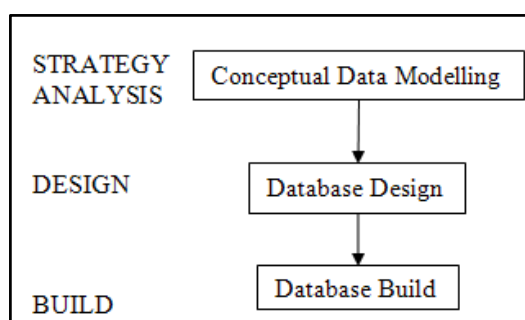 STRATEGY
ANALYSIS
Conceptual Data Modelling
DESIGN
Database Design
Database Build
BUILD